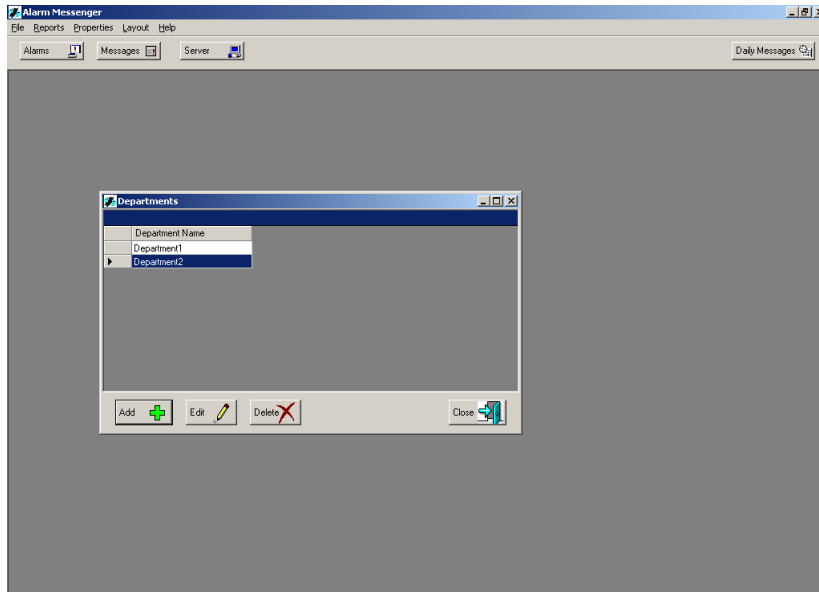 Alarm Messenger
File Reports Properties Layout Help
Alarms Messages Server Daily Messages
Departments
Department Name
Department1
Department2
Add Edit Delete Close